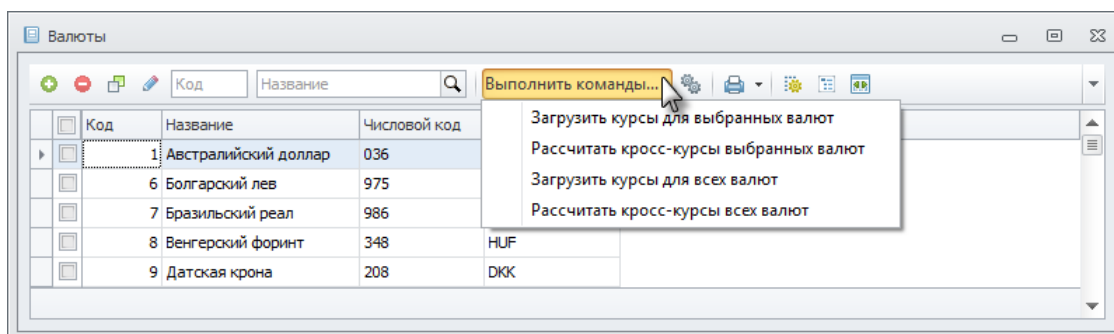 Валюты
Код Название Выполнить команды...
Загрузить курсы для выбранных валют
Рассчитать кросс-курсы выбранных валют
Загрузить курсы для всех валют
Рассчитать кросс-курсы всех валют
Код Название Числовой код
1 Австралийский доллар 036
6 Болгарский лев 975
7 Бразильский реал 986
8 Венгерский форинт 348 HUF
9 Датская крона 208 DKK